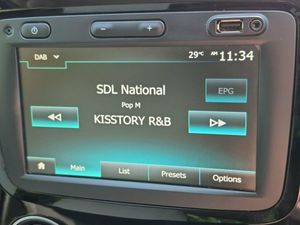 DAB
29°C AM 11:34
SDL National
EPG
Pop M
KISSTORY R&B
Main
List
Presets
Options